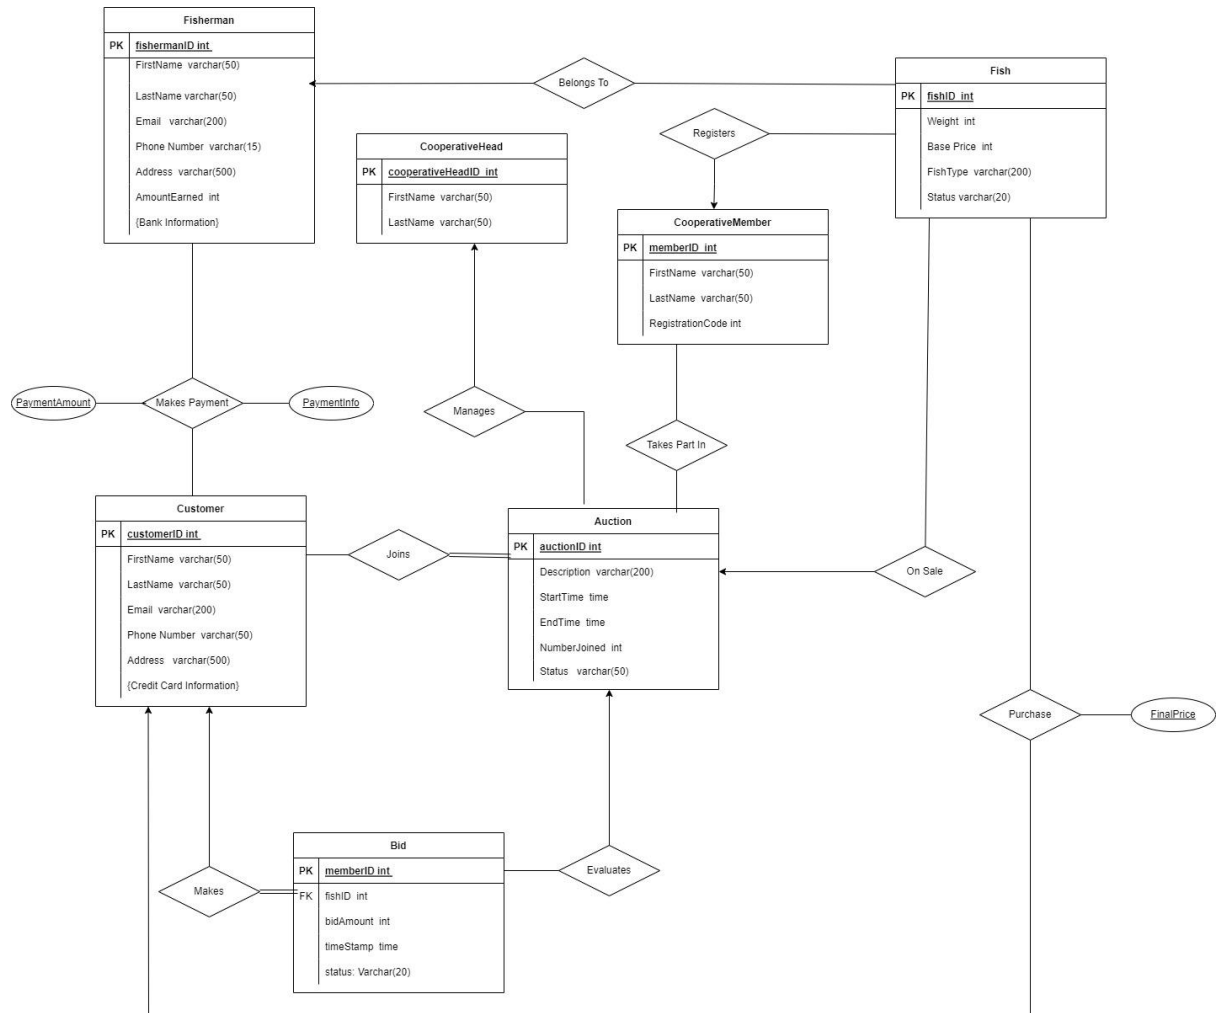 Fisherman
PK fishermanID int
FirstName varchar(50)
LastName varchar(50)
Email varchar(200)
Phone Number varchar(15)
Address varchar(500)
AmountEarned int
{Bank Information}
Belongs To
Fish
PK fishID int
Weight int
Base Price int
FishType varchar(200)
Status varchar(20)
Registers
CooperativeHead
PK cooperativeHeadID int
FirstName varchar(50)
LastName varchar(50)
CooperativeMember
PK memberID int
FirstName varchar(50)
LastName varchar(50)
RegistrationCode int
PaymentAmount
Makes Payment
PaymentInfo
Manages
Takes Part In
Customer
PK customerID int
FirstName varchar(50)
LastName varchar(50)
Email varchar(200)
Phone Number varchar(50)
Address varchar(500)
{Credit Card Information}
Joins
Auction
PK auctionID int
Description varchar(200)
StartTime time
EndTime time
NumberJoined int
Status varchar(50)
On Sale
Purchase
FinalPrice
Bid
PK memberID int
FK fishID int
bidAmount int
timeStamp time
status: Varchar(20)
Makes
Evaluates